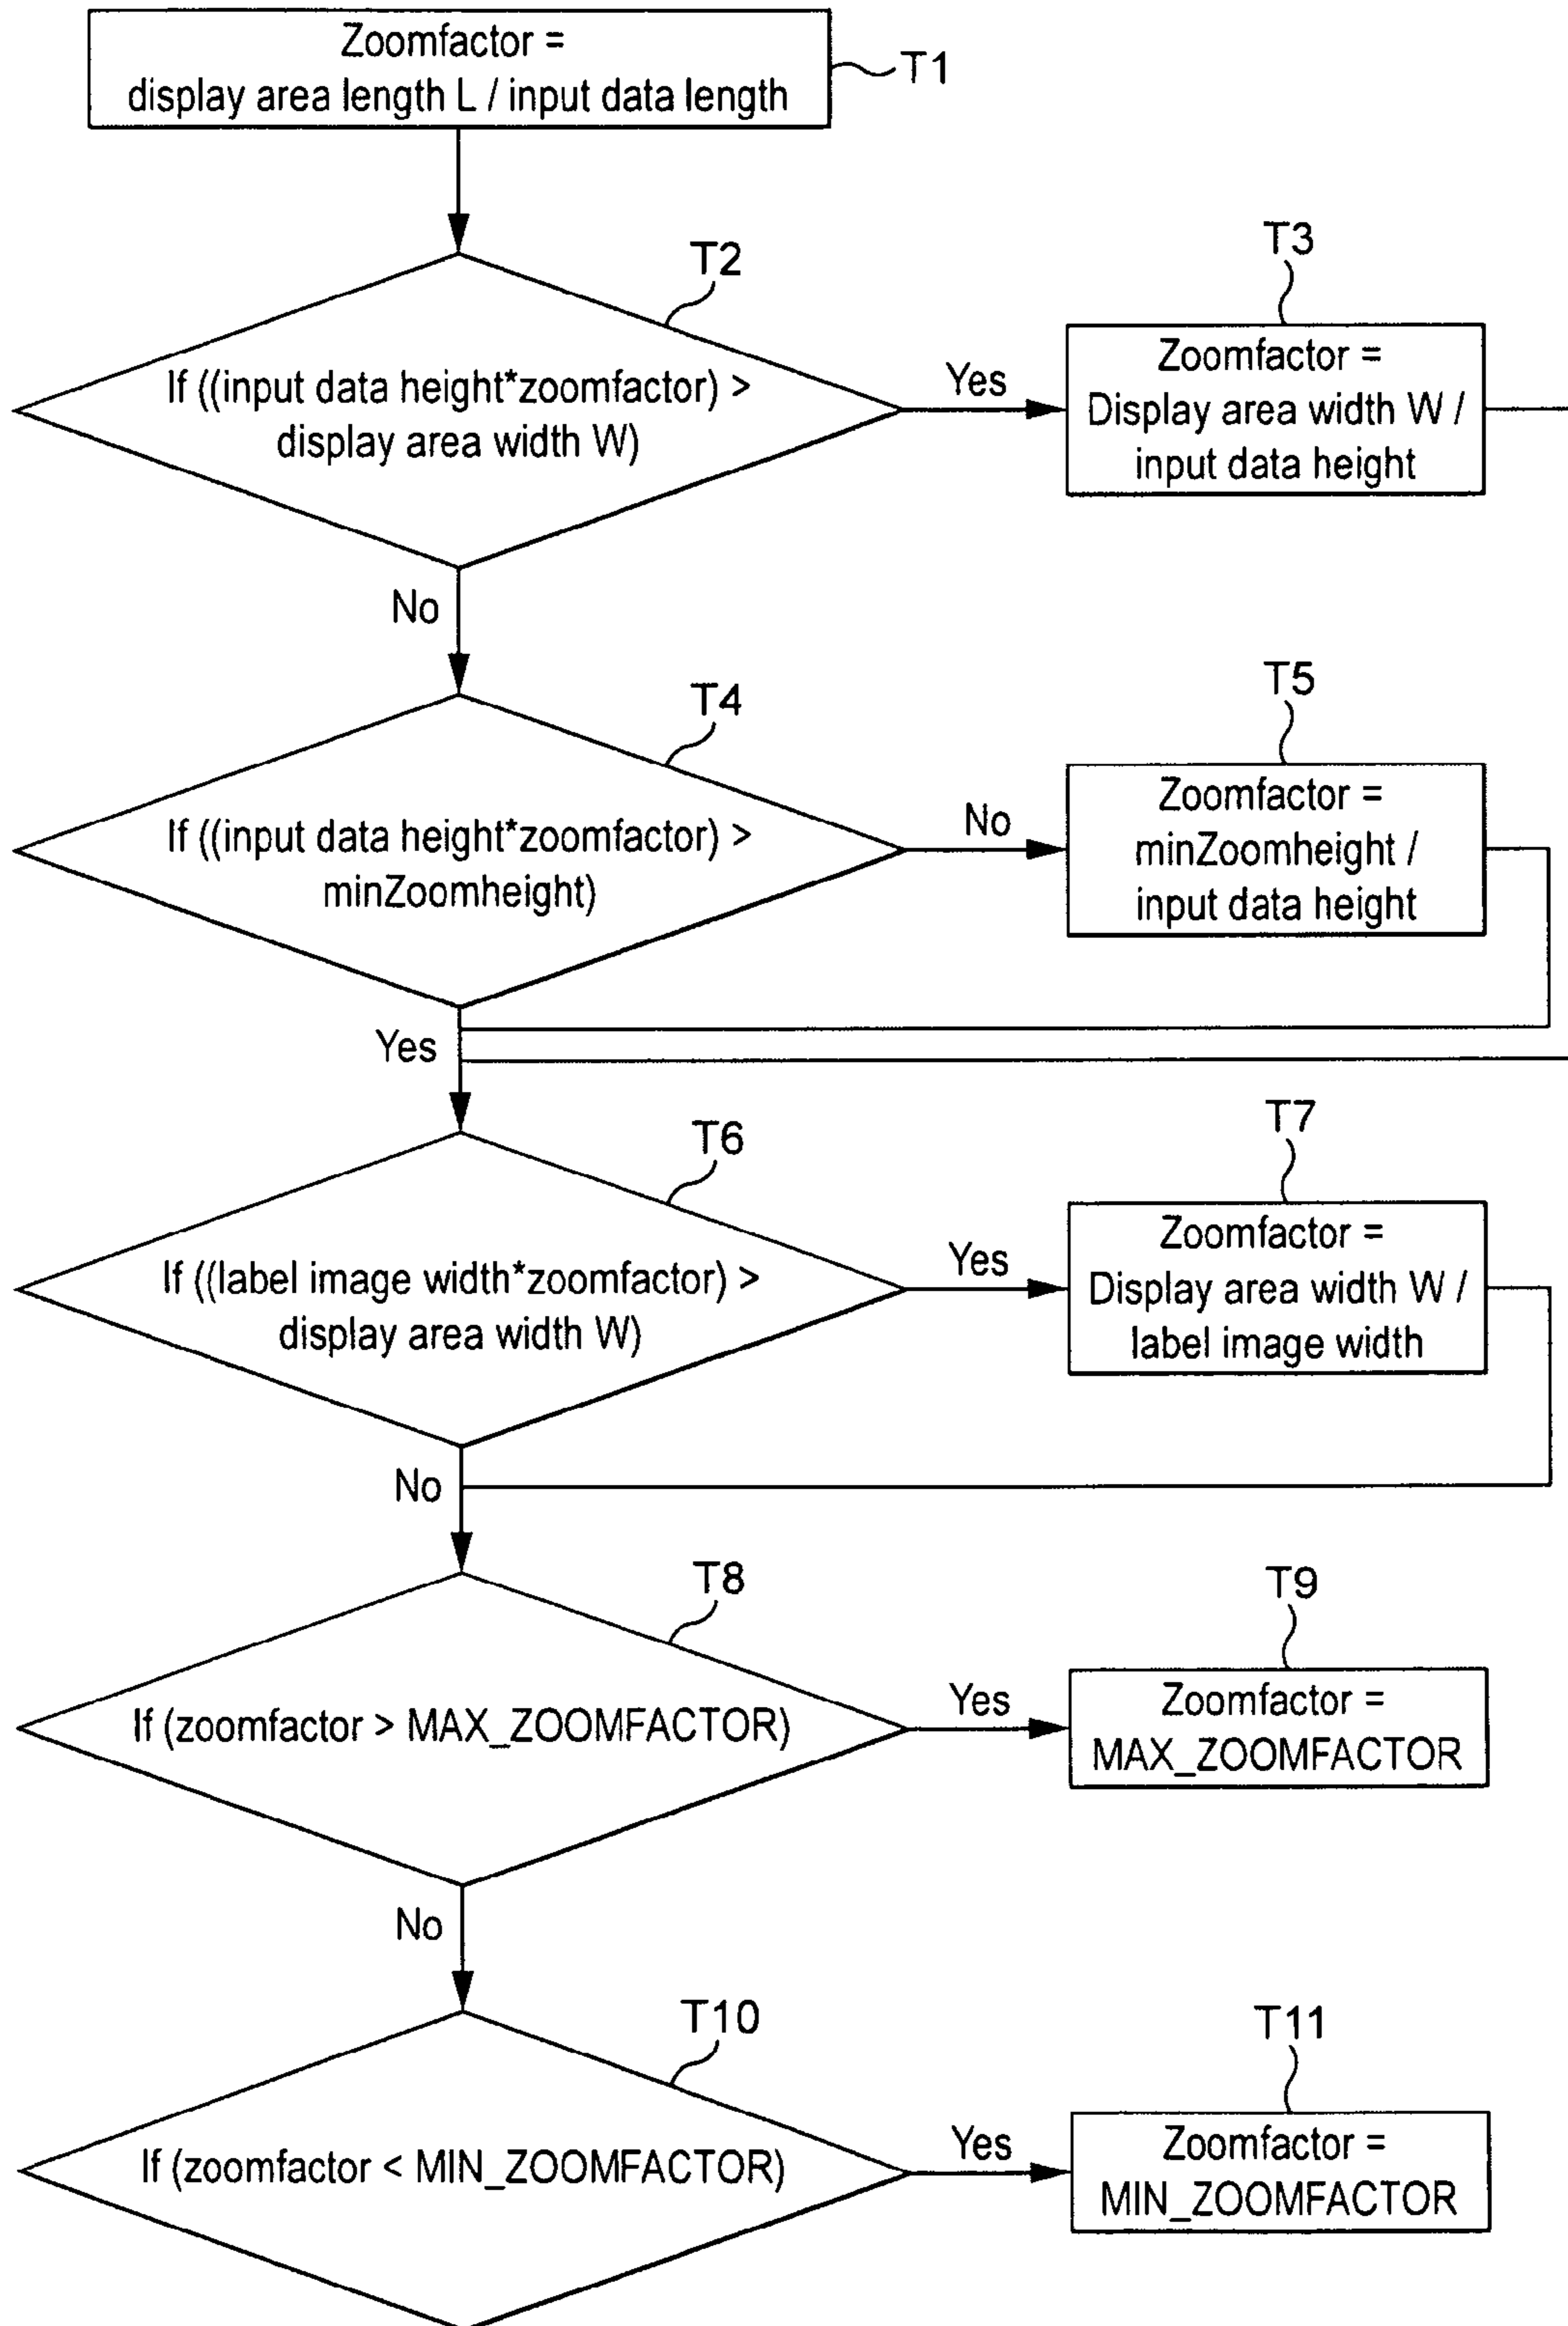 Zoomfactor =
display area length L / input data length
T1
T2
If ((input data height*zoomfactor) >
display area width W)
Yes
T3
Zoomfactor =
Display area width W /
input data height
No
T4
If ((input data height*zoomfactor) >
minZoomheight)
No
T5
Zoomfactor =
minZoomheight /
input data height
Yes
T6
If ((label image width*zoomfactor) >
display area width W)
Yes
T7
Zoomfactor =
Display area width W /
label image width
No
T8
If (zoomfactor > MAX_ZOOMFACTOR)
Yes
T9
Zoomfactor =
MAX_ZOOMFACTOR
No
T10
If (zoomfactor < MIN_ZOOMFACTOR)
Yes
T11
Zoomfactor =
MIN_ZOOMFACTOR